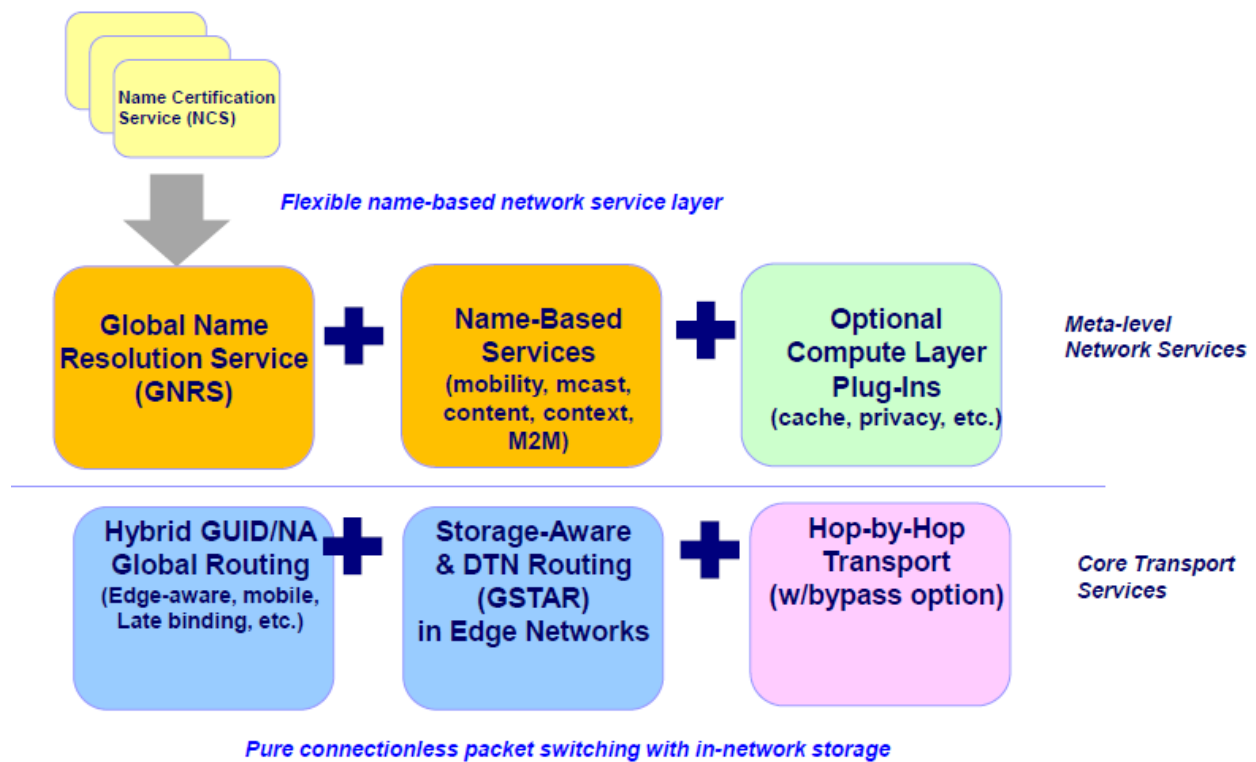 Name Certification
Service (NCS)
Flexible name-based network service layer
Global Name
Resolution Service
(GNRS)
Name-Based
Services
(mobility, mcast,
content, context,
M2M)
Optional
Compute Layer
Plug-Ins
(cache, privacy, etc.)
Meta-level
Network Services
Hybrid GUID/NA
Global Routing
(Edge-aware, mobile,
Late binding, etc.)
Storage-Aware
& DTN Routing
(GSTAR)
in Edge Networks
Hop-by-Hop
Transport
(w/bypass option)
Core Transport
Services
Pure connectionless packet switching with in-network storage